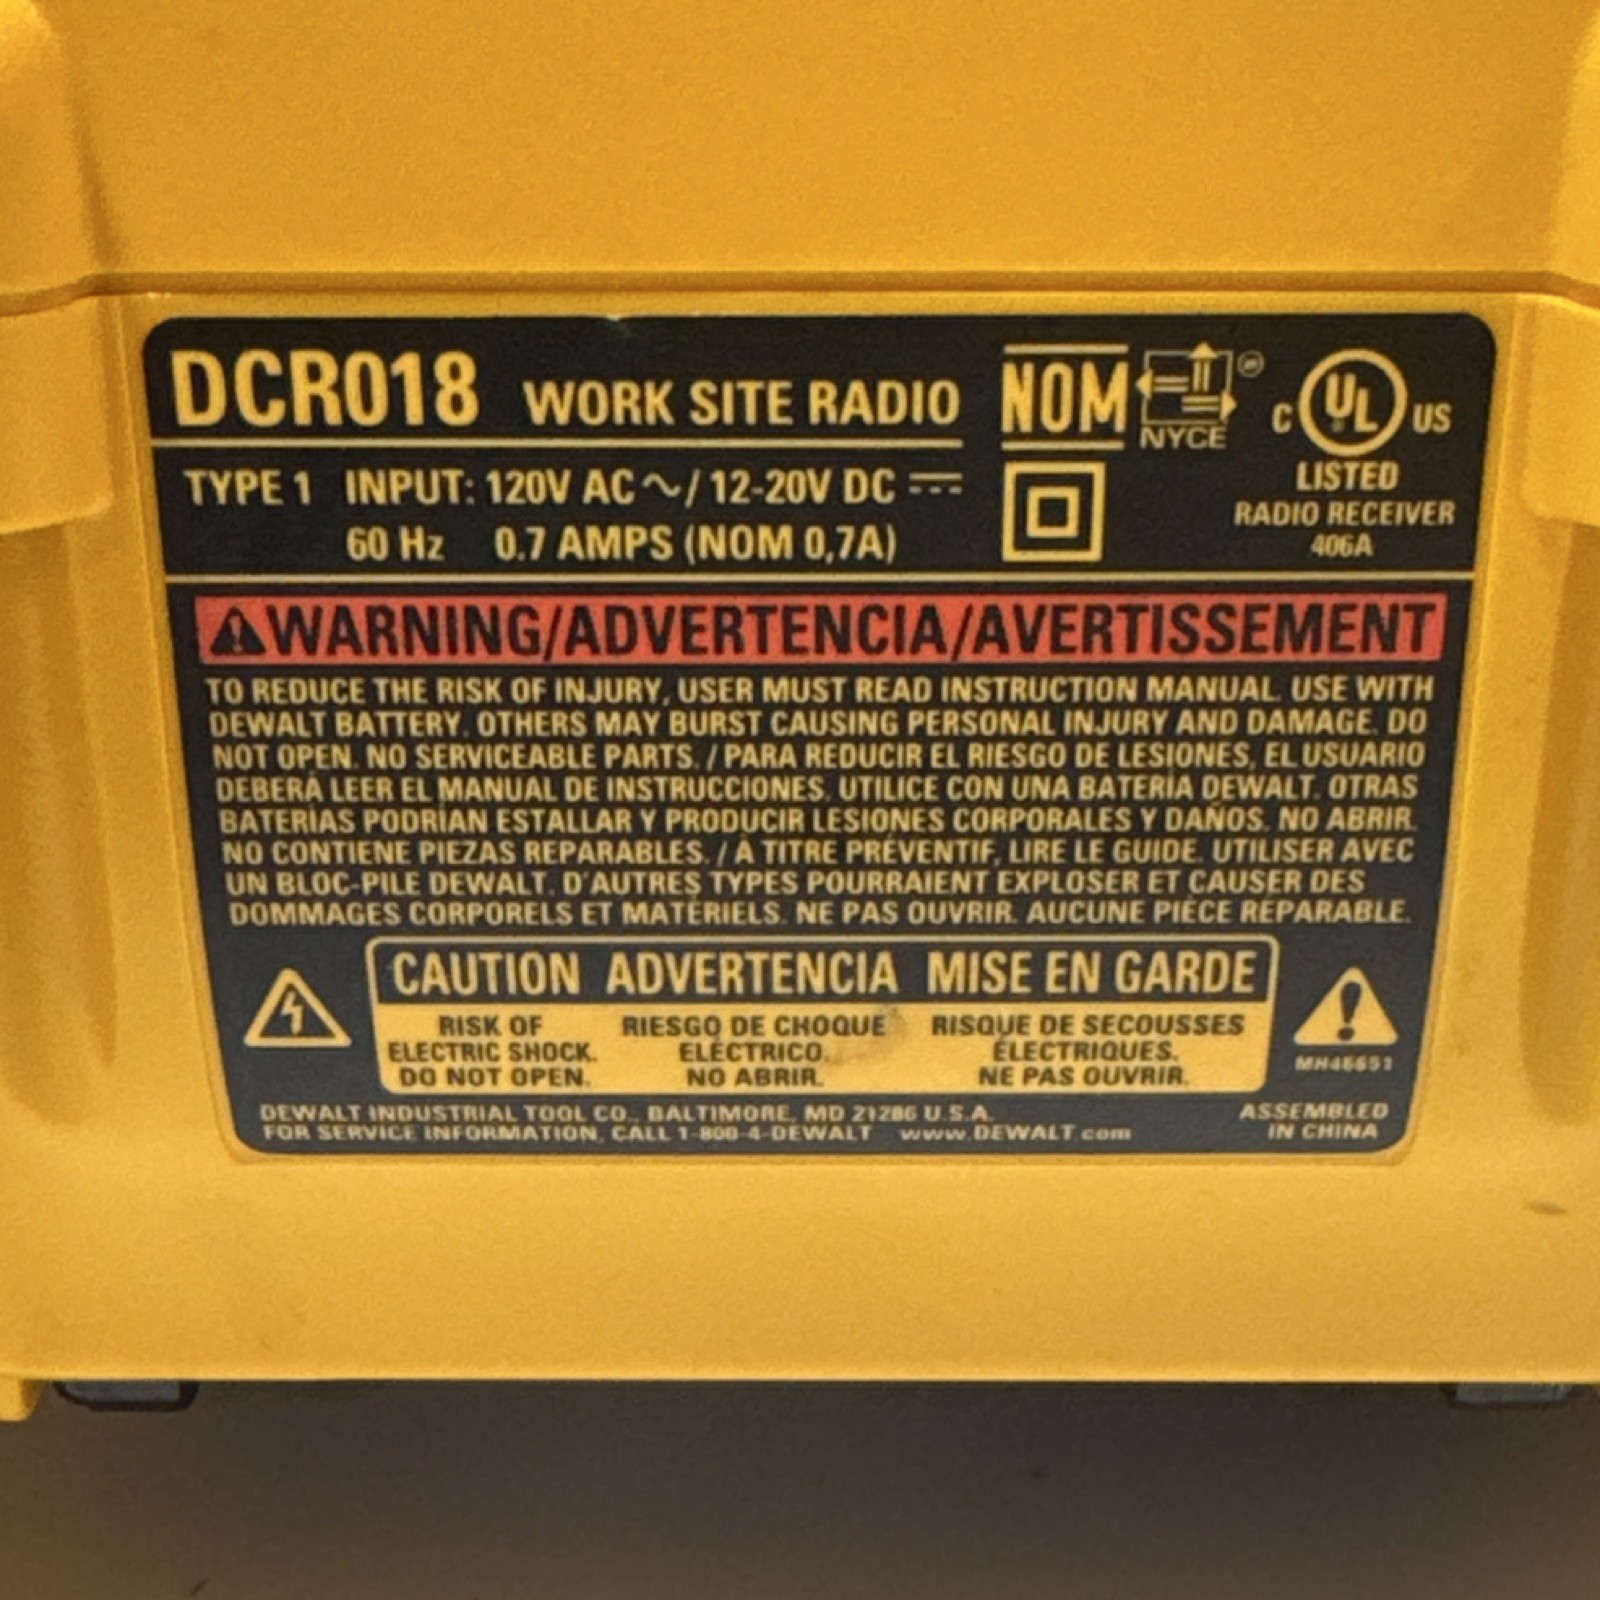 DCR018 WORK SITE RADIO
NOM
NYCE
C UL US
LISTED
RADIO RECEIVER
406A
TYPE 1 INPUT: 120V AC ~/ 12-20V DC ⎓
60 Hz 0.7 AMPS (NOM 0,7A)
WARNING/ADVERTENCIA/AVERTISSEMENT
TO REDUCE THE RISK OF INJURY, USER MUST READ INSTRUCTION MANUAL. USE WITH
DEWALT BATTERY. OTHERS MAY BURST CAUSING PERSONAL INJURY AND DAMAGE. DO
NOT OPEN. NO SERVICEABLE PARTS. / PARA REDUCIR EL RIESGO DE LESIONES, EL USUARIO
DEBERÁ LEER EL MANUAL DE INSTRUCCIONES. UTILICE CON UNA BATERÍA DEWALT. OTRAS
BATERÍAS PODRÍAN ESTALLAR Y PRODUCIR LESIONES CORPORALES Y DAÑOS. NO ABRIR.
NO CONTIENE PIEZAS REPARABLES. / À TITRE PRÉVENTIF, LIRE LE GUIDE. UTILISER AVEC
UN BLOC-PILE DEWALT. D'AUTRES TYPES POURRAIENT EXPLOSER ET CAUSER DES
DOMMAGES CORPORELS ET MATÉRIELS. NE PAS OUVRIR. AUCUNE PIÈCE RÉPARABLE.
CAUTION ADVERTENCIA MISE EN GARDE
RISK OF
ELECTRIC SHOCK.
DO NOT OPEN.
RIESGO DE CHOQUE
ELÉCTRICO.
NO ABRIR.
RISQUE DE SECOUSSES
ÉLECTRIQUES.
NE PAS OUVRIR.
DEWALT INDUSTRIAL TOOL CO., BALTIMORE, MD 21286 U.S.A.
FOR SERVICE INFORMATION, CALL 1-800-4-DEWALT www.DEWALT.com
ASSEMBLED
IN CHINA